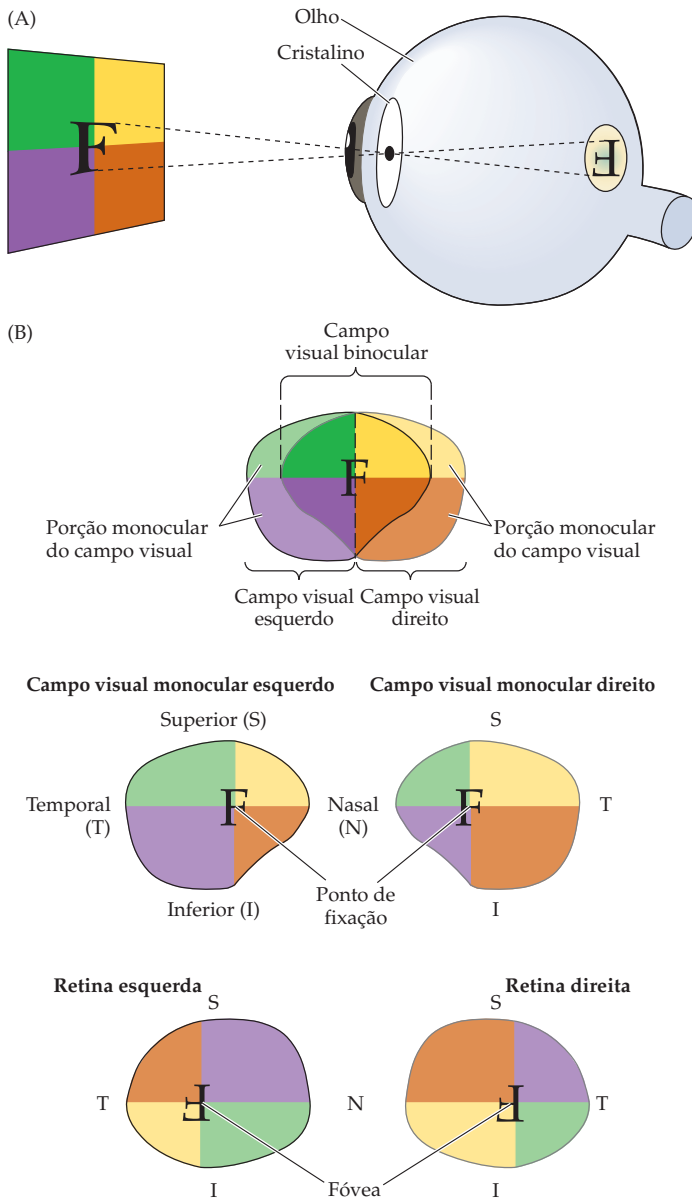 (A)
Olho
Cristalino
F
F
(B)
Campo
visual binocular
F
Porção monocular
do campo visual
Porção monocular
do campo visual
Campo visual
esquerdo
Campo visual
direito
Campo visual monocular esquerdo
Campo visual monocular direito
Superior (S)
S
Temporal
(T)
F
Nasal
(N)
F
T
Ponto de
fixação
Inferior (I)
I
Retina esquerda
Retina direita
S
S
T
F
N
F
T
I
Fóvea
I